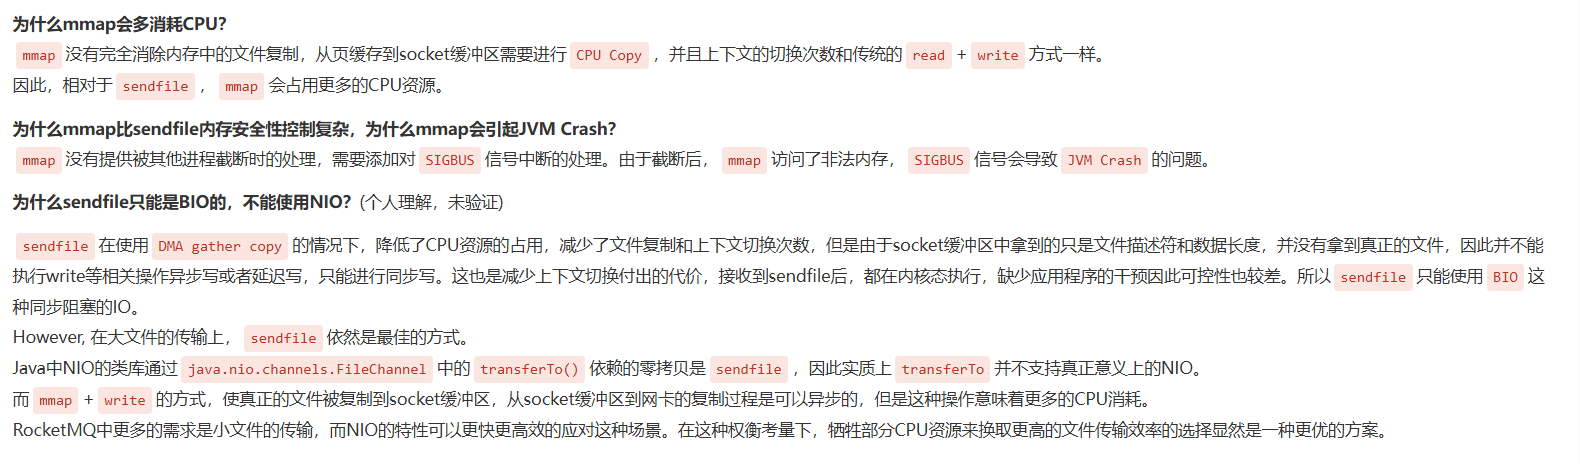 为什么mmap会多消耗CPU？
mmap 没有完全消除内存中的文件复制，从页缓存到socket缓冲区需要进行 CPU Copy ，并且上下文的切换次数和传统的 read + write 方式一样。
因此，相对于 sendfile ， mmap 会占用更多的CPU资源。
为什么mmap比sendfile内存安全性控制复杂，为什么mmap会引起JVM Crash？
mmap 没有提供被其他进程截断时的处理，需要添加对 SIGBUS 信号中断的处理。由于截断后， mmap 访问了非法内存， SIGBUS 信号会导致 JVM Crash 的问题。
为什么sendfile只能是BIO的，不能使用NIO？(个人理解，未验证)
sendfile 在使用 DMA gather copy 的情况下，降低了CPU资源的占用，减少了文件复制和上下文切换次数，但是由于socket缓冲区中拿到的只是文件描述符和数据长度，并没有拿到真正的文件，因此并不能
执行write等相关操作异步写或者延迟写，只能进行同步写。这也是减少上下文切换付出的代价，接收到sendfile后，都在内核态执行，缺少应用程序的干预因此可控性也较差。所以 sendfile 只能使用 BIO 这
种同步阻塞的IO。
However, 在大文件的传输上， sendfile 依然是最佳的方式。
Java中NIO的类库通过 java.nio.channels.FileChannel 中的 transferTo() 依赖的零拷贝是 sendfile ，因此实质上 transferTo 并不支持真正意义上的NIO。
而 mmap + write 的方式，使真正的文件被复制到socket缓冲区，从socket缓冲区到网卡的复制过程是可以异步的，但是这种操作意味着更多的CPU消耗。
RocketMQ中更多的需求是小文件的传输，而NIO的特性可以更快更高效的应对这种场景。在这种权衡考量下，牺牲部分CPU资源来换取更高的文件传输效率的选择显然是一种更优的方案。